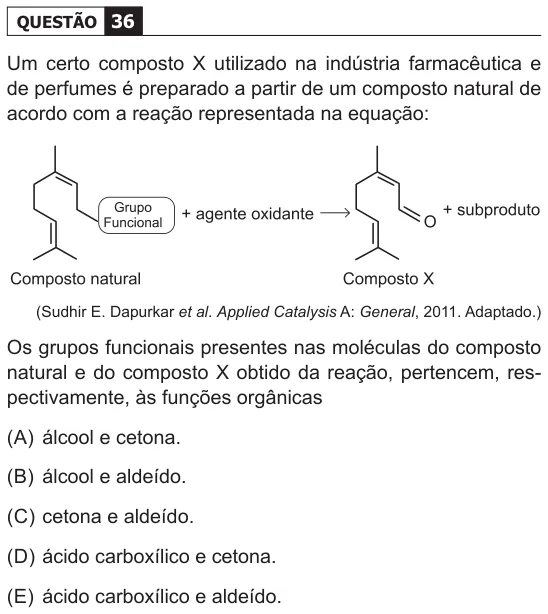 QUESTÃO 36
Um certo composto X utilizado na indústria farmacêutica e
de perfumes é preparado a partir de um composto natural de
acordo com a reação representada na equação:
Grupo
Funcional
+ agente oxidante
O
+ subproduto
Composto natural
Composto X
(Sudhir E. Dapurkar et al. Applied Catalysis A: General, 2011. Adaptado.)
Os grupos funcionais presentes nas moléculas do composto
natural e do composto X obtido da reação, pertencem, res-
pectivamente, às funções orgânicas
(A) álcool e cetona.
(B) álcool e aldeído.
(C) cetona e aldeído.
(D) ácido carboxílico e cetona.
(E) ácido carboxílico e aldeído.